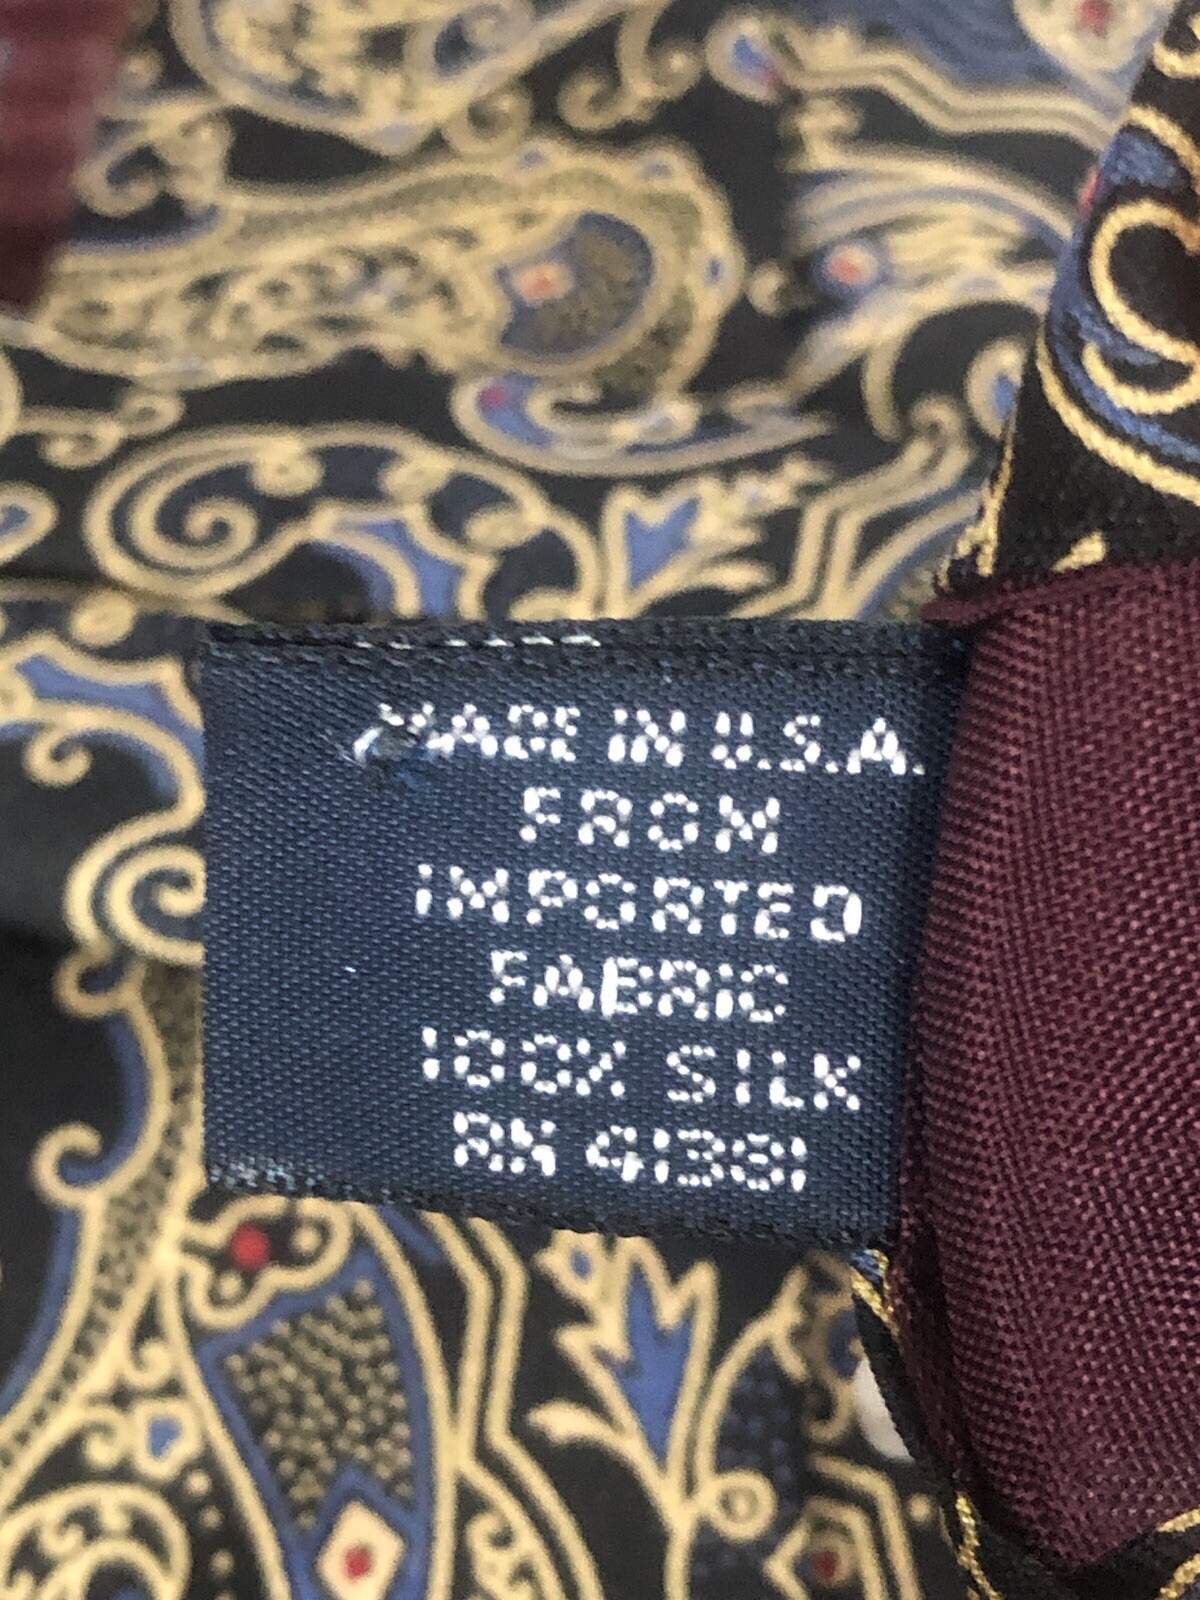 MADE IN U.S.A.
FROM
IMPORTED
FABRIC
100% SILK
RN 41381